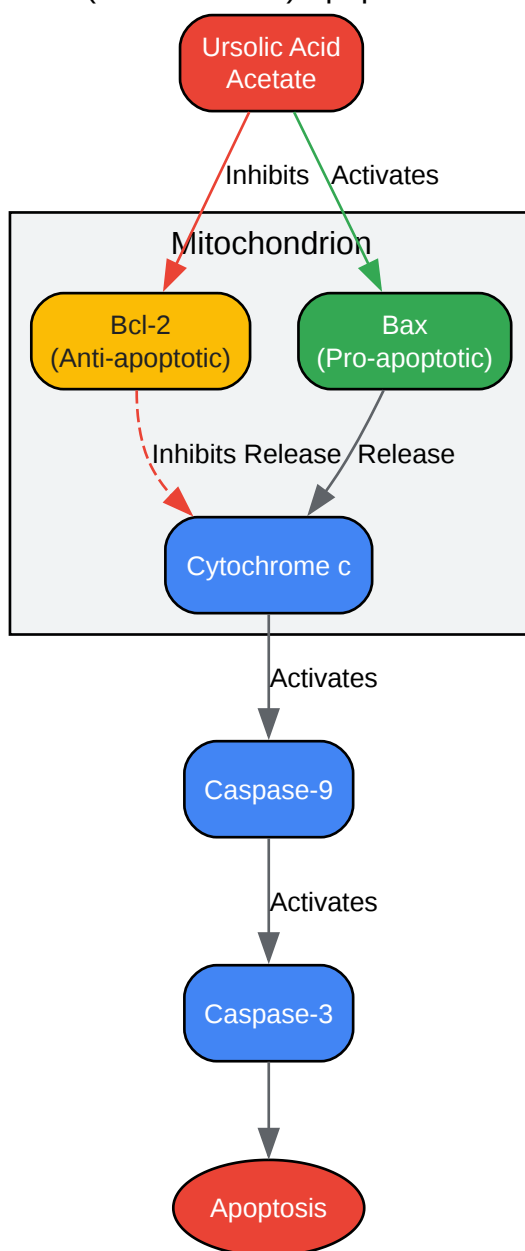 Ursolic Acid
Acetate
Inhibits
Activates
Mitochondrion
Bcl-2
(Anti-apoptotic)
Bax
(Pro-apoptotic)
Inhibits Release
Release
Cytochrome c
Activates
Caspase-9
Activates
Caspase-3
Apoptosis